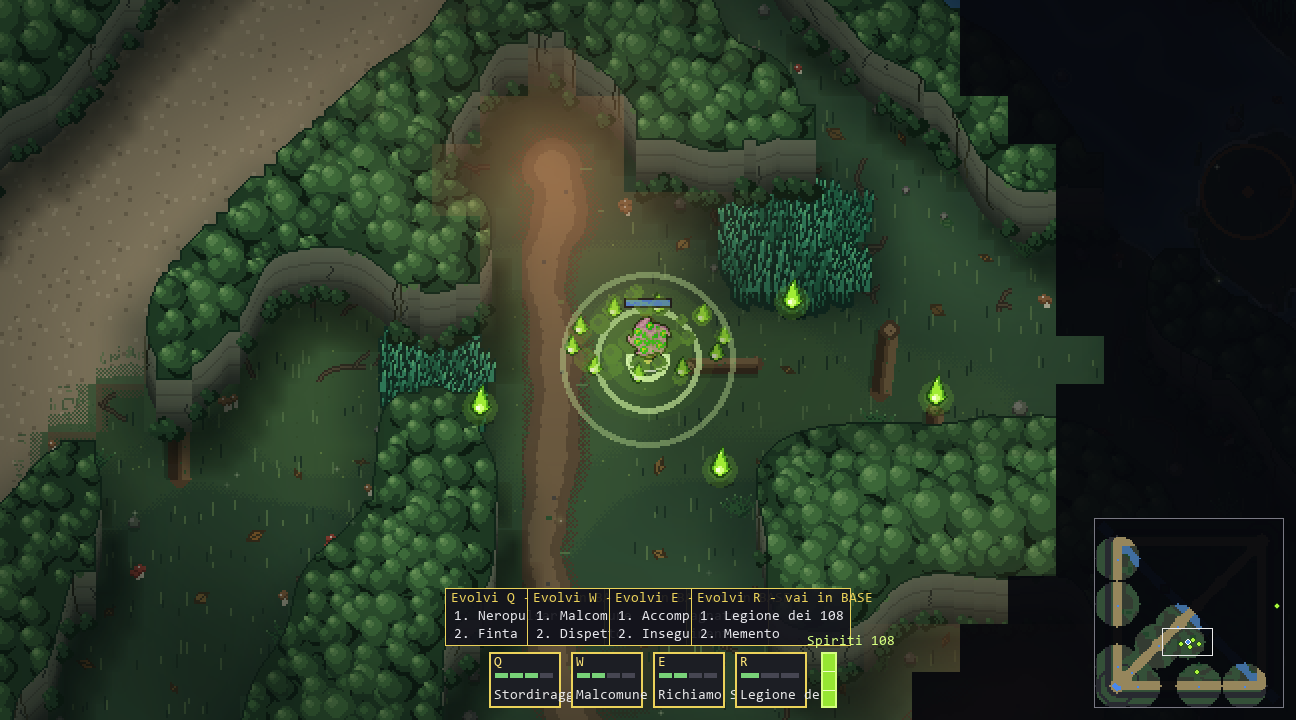 Evolvi Q - Evolvi W - Evolvi E - Evolvi R - vai in BASE
1. Neropu 1. Malcom 1. Accomp 1. Legione dei 108
2. Finta 2. Dispet 2. Insegu 2. Memento
Spiriti 108
Q W E R
Stordiragg Malcomune Richiamo S Legione de